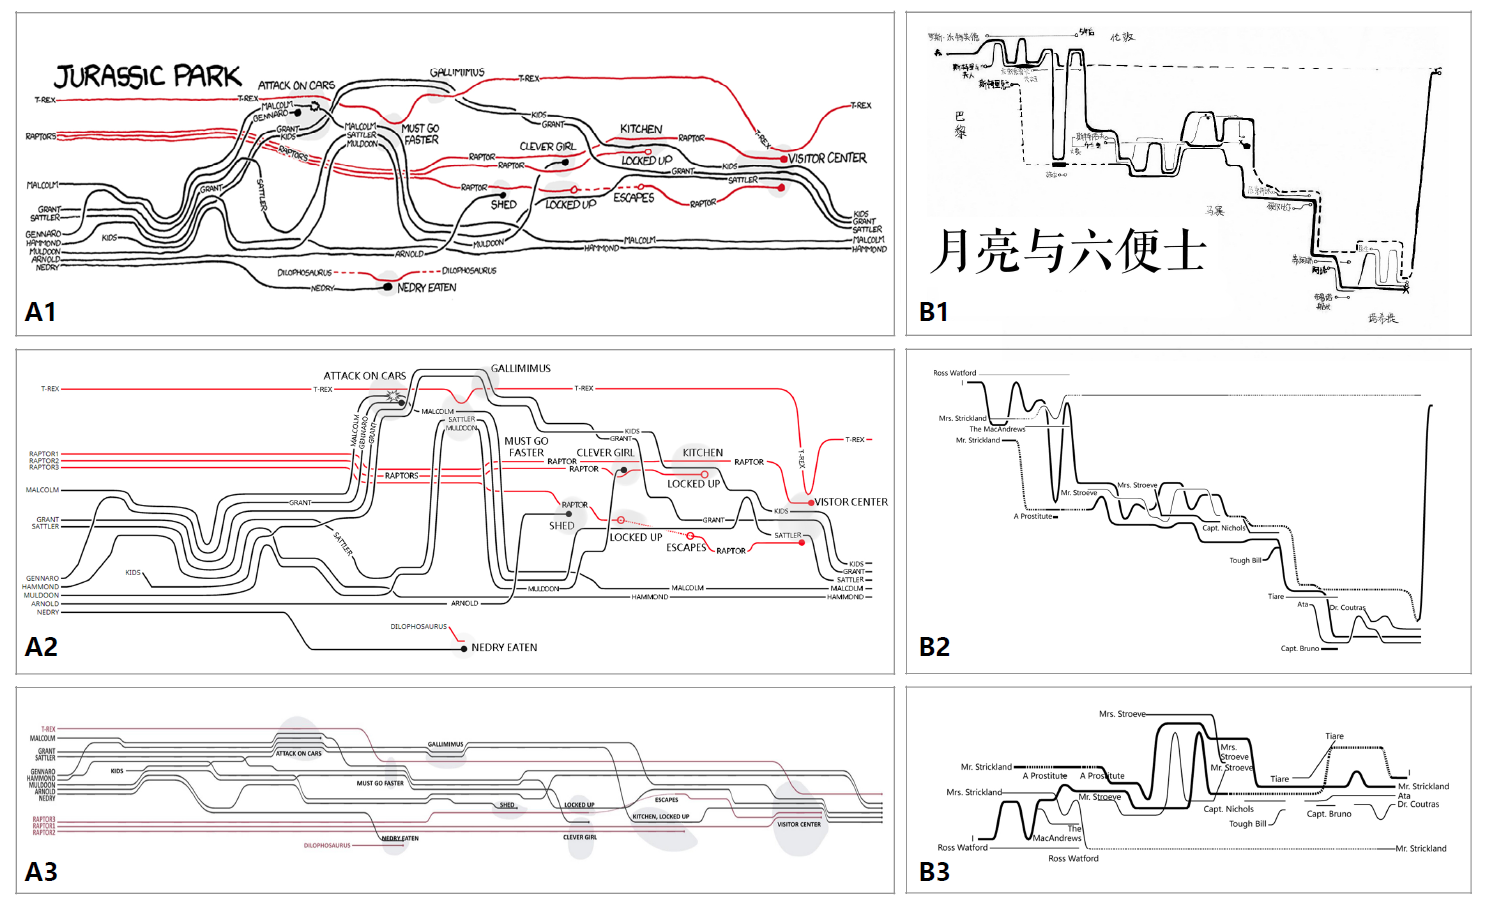 JURASSIC PARK
ATTACK ON CARS
GALLIMIMUS
T-REX
T-REX
T-REX
T-REX
T-REX
MALCOLM
GENNARO
GRANT
KIDS
MALCOLM
SATTLER
MULDOON
MUST GO
FASTER
KIDS
GRANT
KITCHEN
RAPTOR
CLEVER GIRL
LOCKED UP
VISITOR CENTER
RAPTORS
RAPTORS
RAPTOR
RAPTOR
RAPTOR
KIDS
GRANT
SATTLER
SHED
LOCKED UP
ESCAPES
RAPTOR
MALCOLM
GRANT
SATTLER
GENNARO
HAMMOND
MULDOON
ARNOLD
NEDRY
KIDS
GRANT
SATTLER
ARNOLD
MULDOON
HAMMOND
MALCOLM
KIDS
GRANT
SATTLER
MALCOLM
HAMMOND
DILOPHOSAURUS
DILOPHOSAURUS
NEDRY
NEDRY EATEN
A1
伦敦
巴黎
马赛
月亮与六便士
B1
ATTACK ON CARS
GALLIMIMUS
T-REX
T-REX
T-REX
T-REX
T-REX
MALCOLM
GENNARO
GRANT
MALCOLM
SATTLER
MULDOON
MUST GO
FASTER
KIDS
GRANT
CLEVER GIRL
KITCHEN
RAPTOR1
RAPTOR2
RAPTOR3
RAPTORS
RAPTOR
RAPTOR
RAPTOR
LOCKED UP
MALCOLM
GRANT
RAPTOR
SHED
VISTOR CENTER
KIDS
GRANT
SATTLER
SATTLER
GRANT
SATTLER
LOCKED UP
ESCAPES
RAPTOR
GENNARO
HAMMOND
MULDOON
ARNOLD
NEDRY
KIDS
MULDOON
ARNOLD
MALCOLM
HAMMOND
KIDS
GRANT
SATTLER
MALCOLM
HAMMOND
DILOPHOSAURUS
NEDRY EATEN
A2
Ross Watford
I
Mrs. Strickland
The MacAndrews
Mr. Strickland
Mr. Stroeve
Mrs. Stroeve
A Prostitute
Capt. Nichols
Tough Bill
Tiare
Ata
Dr. Coutras
Capt. Bruno
B2
T-REX
MALCOLM
GRANT
SATTLER
GENNARO
HAMMOND
MULDOON
ARNOLD
NEDRY
KIDS
ATTACK ON CARS
GALLIMIMUS
MUST GO FASTER
SHED
LOCKED UP
ESCAPES
KITCHEN, LOCKED UP
VISITOR CENTER
RAPTOR3
RAPTOR1
RAPTOR2
NEDRY EATEN
CLEVER GIRL
DILOPHOSAURUS
A3
Mrs. Stroeve
Tiare
Mrs.
Stroeve
Mr. Stroeve
Mr. Strickland
A Prostitute
A Prostitute
Tiare
I
Mr. Strickland
Mrs. Strickland
Mr. Stroeve
Ata
Capt. Nichols
Capt. Bruno
Dr. Coutras
Tough Bill
The
MacAndrews
I
Ross Watford
Ross Watford
Mr. Strickland
B3